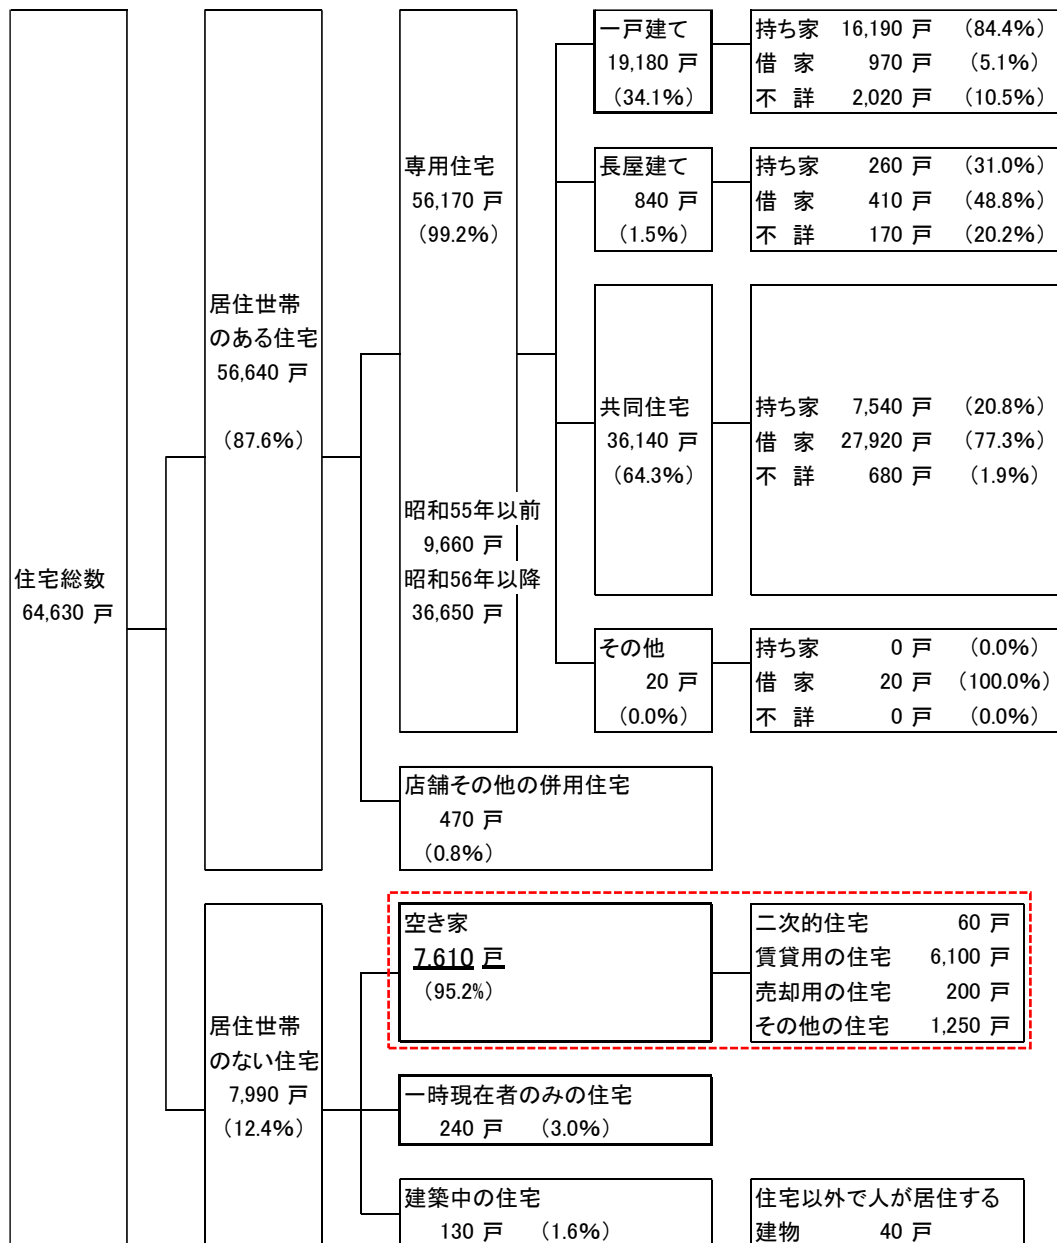 住宅総数
64,630 戸
居住世帯
のある住宅
56,640 戸
（87.6%）
専用住宅
56,170 戸
（99.2%）
昭和55年以前
9,660 戸
昭和56年以降
36,650 戸
一戸建て
19,180 戸
（34.1%）
持ち家 16,190 戸 （84.4%）
借 家 970 戸 （5.1%）
不 詳 2,020 戸 （10.5%）
長屋建て
840 戸
（1.5%）
持ち家 260 戸 （31.0%）
借 家 410 戸 （48.8%）
不 詳 170 戸 （20.2%）
共同住宅
36,140 戸
（64.3%）
持ち家 7,540 戸 （20.8%）
借 家 27,920 戸 （77.3%）
不 詳 680 戸 （1.9%）
その他
20 戸
（0.0%）
持ち家 0 戸 （0.0%）
借 家 20 戸 （100.0%）
不 詳 0 戸 （0.0%）
店舗その他の併用住宅
470 戸
（0.8%）
居住世帯
のない住宅
7,990 戸
（12.4%）
空き家
7,610 戸
（95.2%）
二次的住宅 60 戸
賃貸用の住宅 6,100 戸
売却用の住宅 200 戸
その他の住宅 1,250 戸
一時現在者のみの住宅
240 戸 （3.0%）
建築中の住宅
130 戸 （1.6%）
住宅以外で人が居住する
建物 40 戸